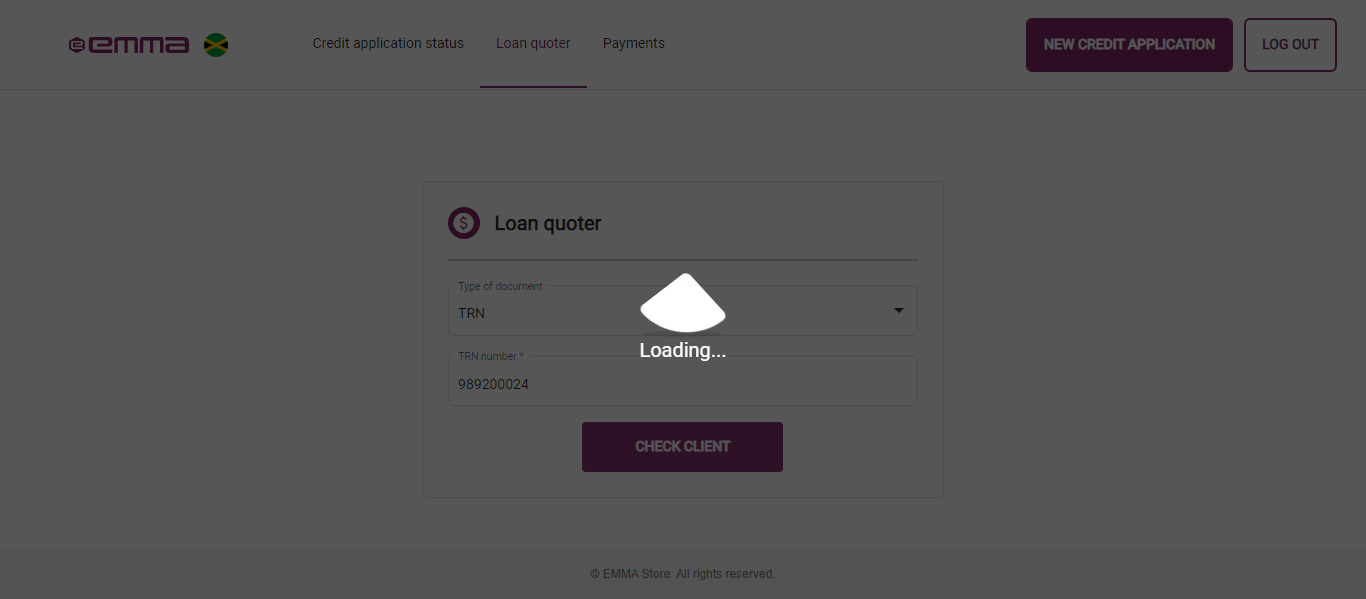 emma
Credit application status
Loan quoter
Payments
NEW CREDIT APPLICATION
LOG OUT
$ Loan quoter
Type of document
TRN
Loading...
TRN number *
989200024
CHECK CLIENT
© EMMA Store. All rights reserved.